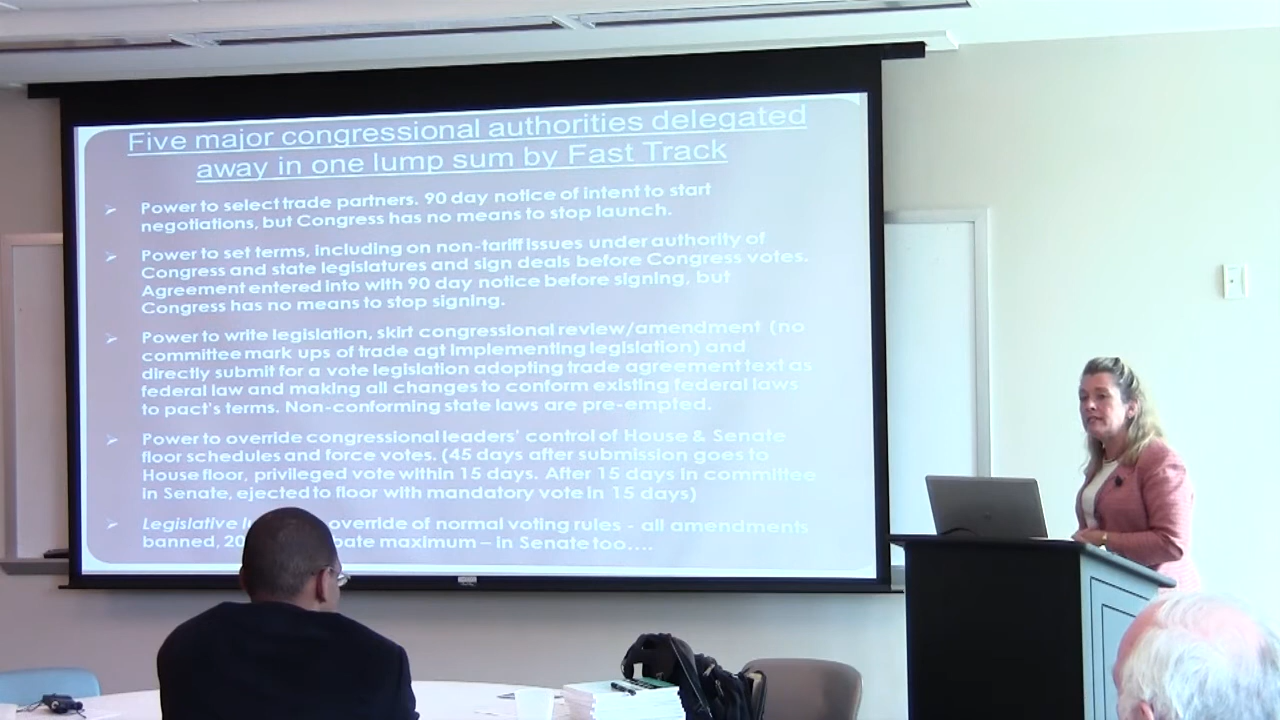 Five major congressional authorities delegated
away in one lump sum by Fast Track
Power to select trade partners. 90 day notice of intent to start
negotiations, but Congress has no means to stop launch.
Power to set terms, including on non-tariff issues under authority of
Congress and state legislatures and sign deals before Congress votes.
Agreement entered into with 90 day notice before signing, but
Congress has no means to stop signing.
Power to write legislation, skirt congressional review/amendment (no
committee mark ups of trade agt implementing legislation) and
directly submit for a vote legislation adopting trade agreement text as
federal law and making all changes to conform existing federal laws
to pact's terms. Non-conforming state laws are pre-empted.
Power to override congressional leaders' control of House & Senate
floor schedules and force votes. (45 days after submission goes to
House floor, privileged vote within 15 days. After 15 days in committee
in Senate, ejected to floor with mandatory vote in 15 days)
Legislative override of normal voting rules - all amendments
banned, maximum – in Senate too....